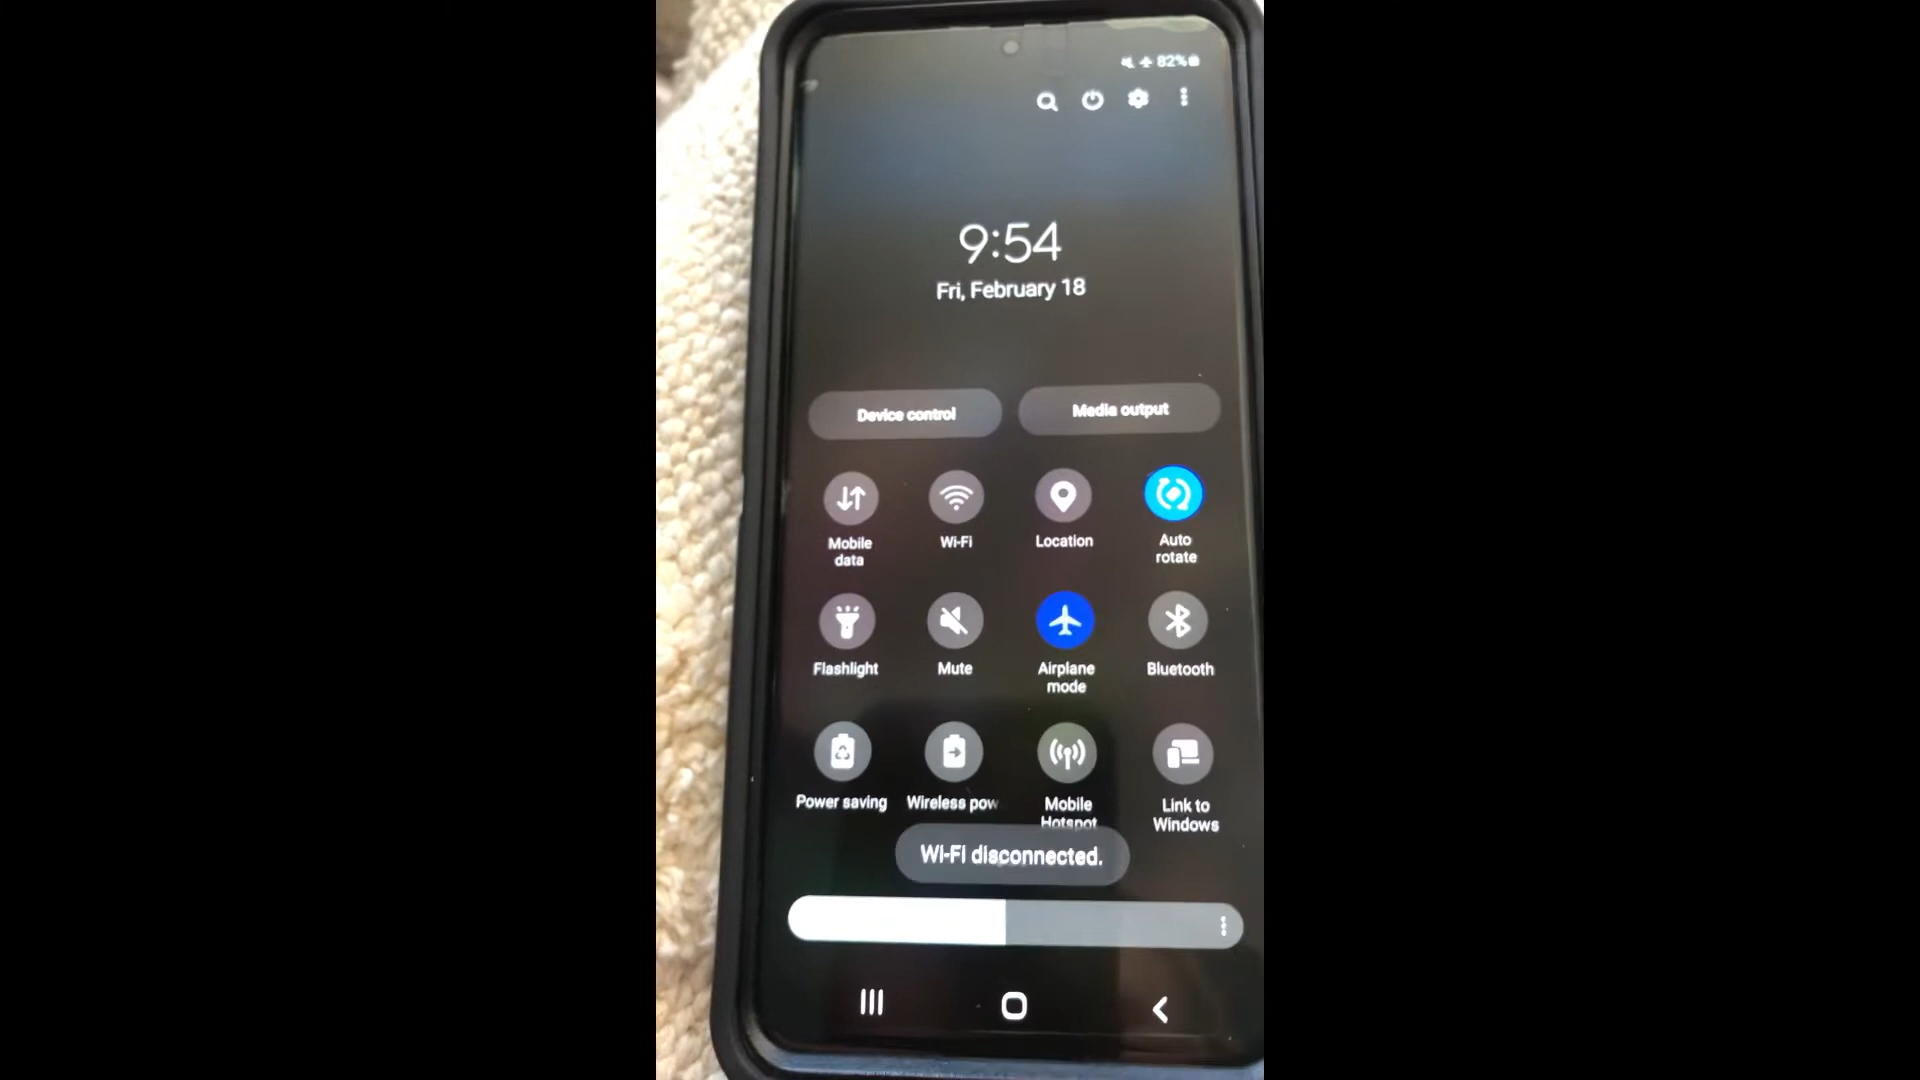 82%
9:54
Fri, February 18
Device control
Media output
Mobile
data
Wi-Fi
Location
Auto
rotate
Flashlight
Mute
Airplane
mode
Bluetooth
Power saving
Wireless pow
Mobile
Hotspot
Link to
Windows
Wi-Fi disconnected.